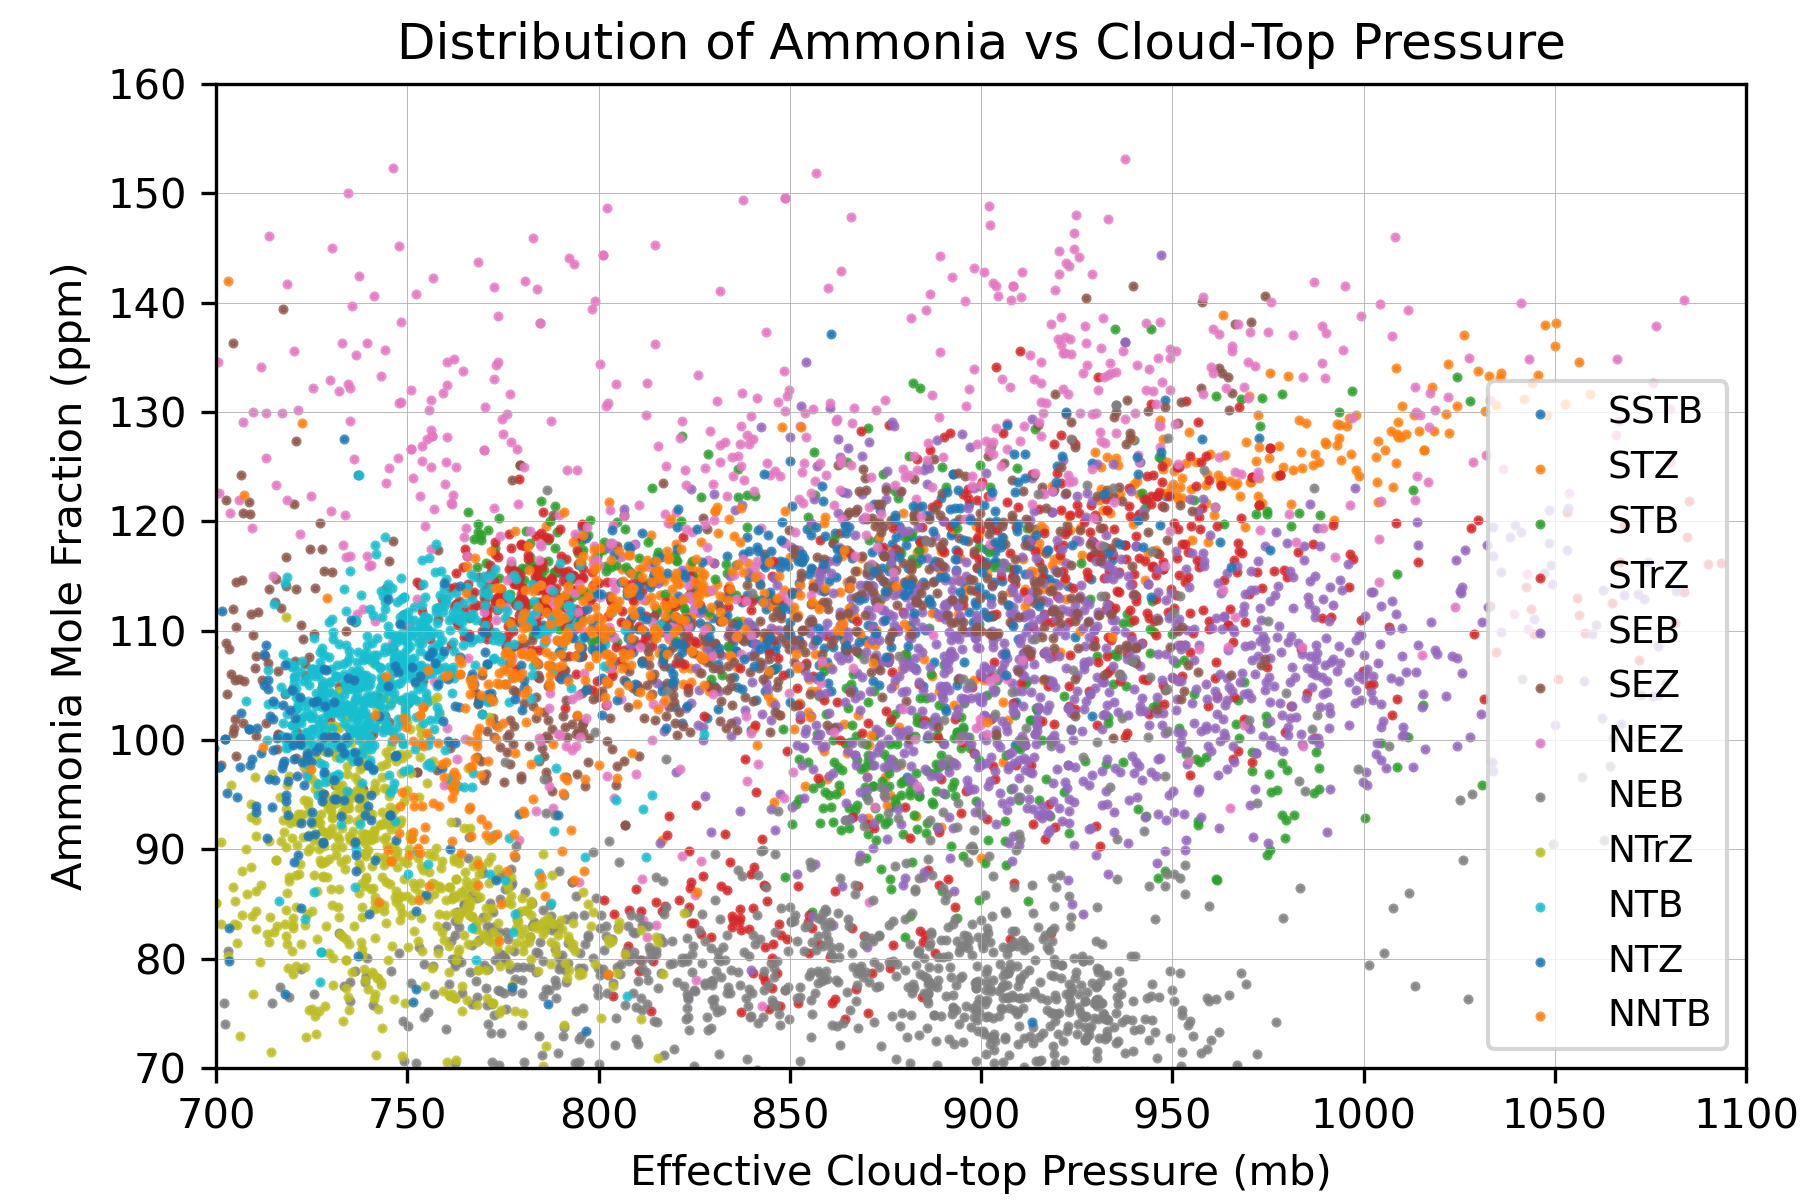 Distribution of Ammonia vs Cloud-Top Pressure
160
150
140
130
120
110
100
90
80
70
Ammonia Mole Fraction (ppm)
SSTB
STZ
STB
STrZ
SEB
SEZ
NEZ
NEB
NTrZ
NTB
NTZ
NNTB
700 750 800 850 900 950 1000 1050 1100
Effective Cloud-top Pressure (mb)